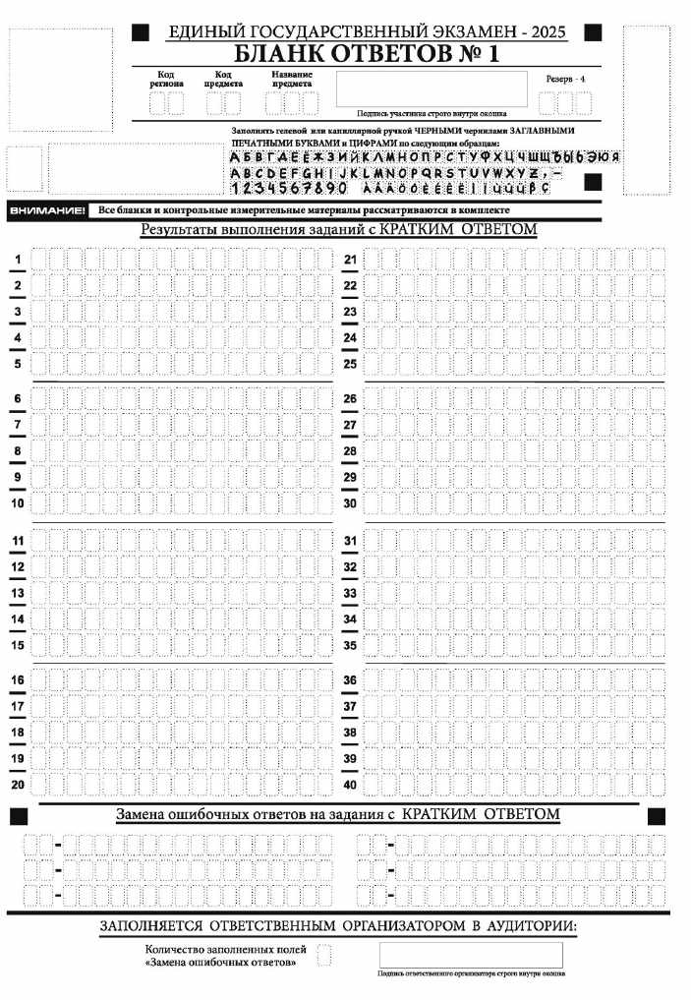 ЕДИНЫЙ ГОСУДАРСТВЕННЫЙ ЭКЗАМЕН - 2025
БЛАНК ОТВЕТОВ № 1
Код региона
Код предмета
Название предмета
Резерв - 4
Подпись участника строго внутри окошка
Заполнять гелевой или капиллярной ручкой ЧЕРНЫМИ чернилами ЗАГЛАВНЫМИ
ПЕЧАТНЫМИ БУКВАМИ и ЦИФРАМИ по следующим образцам:
АБВГДЕЁЖЗИЙКЛМНОПРСТУФХЦЧШЩЪЫЬЭЮЯ
ABCDEFGHIJKLMNOPQRSTUVWXYZ,-
1234567890
ВНИМАНИЕ! Все бланки и контрольные измерительные материалы рассматриваются в комплекте
Результаты выполнения заданий с КРАТКИМ ОТВЕТОМ
1 21
2 22
3 23
4 24
5 25
6 26
7 27
8 28
9 29
10 30
11 31
12 32
13 33
14 34
15 35
16 36
17 37
18 38
19 39
20 40
Замена ошибочных ответов на задания с КРАТКИМ ОТВЕТОМ
- -
- -
- -
ЗАПОЛНЯЕТСЯ ОТВЕТСТВЕННЫМ ОРГАНИЗАТОРОМ В АУДИТОРИИ:
Количество заполненных полей
«Замена ошибочных ответов»
Подпись ответственного организатора строго внутри окошка